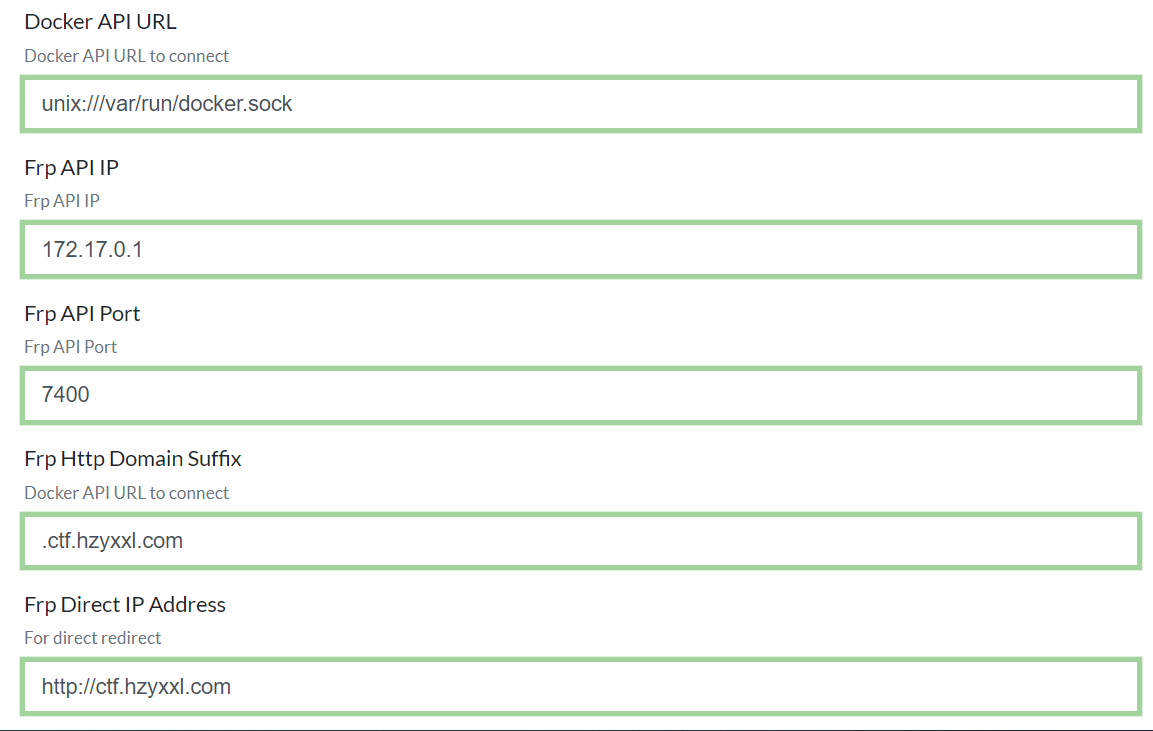 Docker API URL
Docker API URL to connect
unix:///var/run/docker.sock
Frp API IP
Frp API IP
172.17.0.1
Frp API Port
Frp API Port
7400
Frp Http Domain Suffix
Docker API URL to connect
.ctf.hzyxxl.com
Frp Direct IP Address
For direct redirect
http://ctf.hzyxxl.com